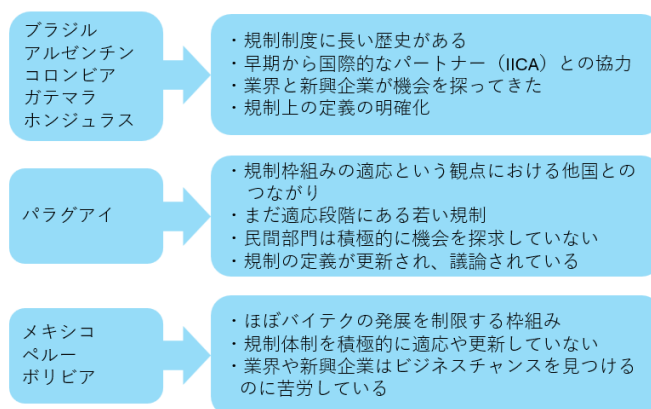 ブラジル
アルゼンチン
コロンビア
ガテマラ
ホンジュラス
・規制制度に長い歴史がある
・早期から国際的なパートナー（IICA）との協力
・業界と新興企業が機会を探ってきた
・規制上の定義の明確化
パラグアイ
・規制枠組みの適応という観点における他国との
つながり
・まだ適応段階にある若い規制
・民間部門は積極的に機会を探求していない
・規制の定義が更新され、議論されている
メキシコ
ペルー
ボリビア
・ほぼバイテクの発展を制限する枠組み
・規制体制を積極的に適応や更新していない
・業界や新興企業はビジネスチャンスを見つける
のに苦労している